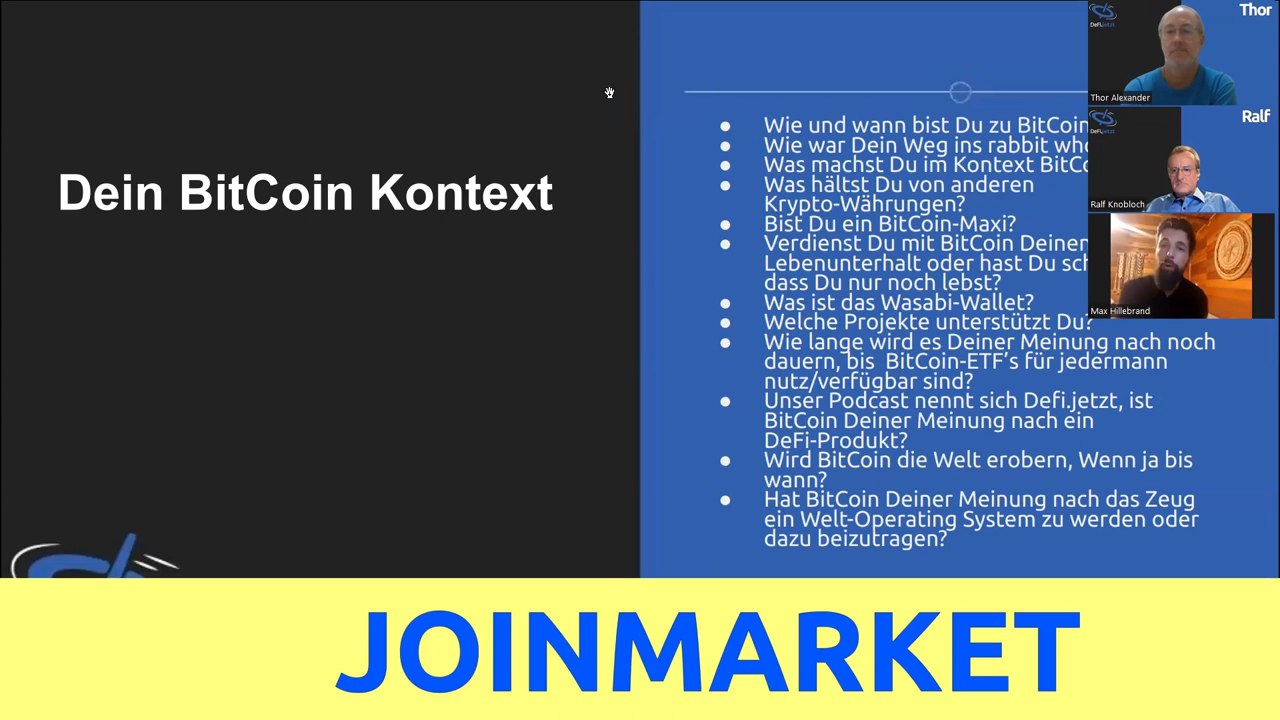 Dein BitCoin Kontext
Wie und wann bist Du zu BitCoin
Wie war Dein Weg ins rabbit
Was machst Du im Kontext
Was hältst Du von anderen
Krypto-Währungen?
Bist Du ein BitCoin-Maxi?
Verdienst Du mit BitCoin
Lebenunterhalt oder hast Du
dass Du nur noch lebst?
Was ist das Wasabi-Wallet?
Welche Projekte unterstützt Du?
Wie lange wird es Deiner Meinung nach noch
dauern, bis BitCoin-ETF's für jedermann
nutz/verfügbar sind?
Unser Podcast nennt sich Defi.jetzt, ist
BitCoin Deiner Meinung nach ein
DeFi-Produkt?
Wird BitCoin die Welt erobern, Wenn ja bis
wann?
Hat BitCoin Deiner Meinung nach das Zeug
ein Welt-Operating System zu werden oder
dazu beizutragen?
Thor
DeFi.jetzt
Thor Alexander
Ralf
DeFi.jetzt
Ralf Knobloch
Max Hillebrand
JOINMARKET